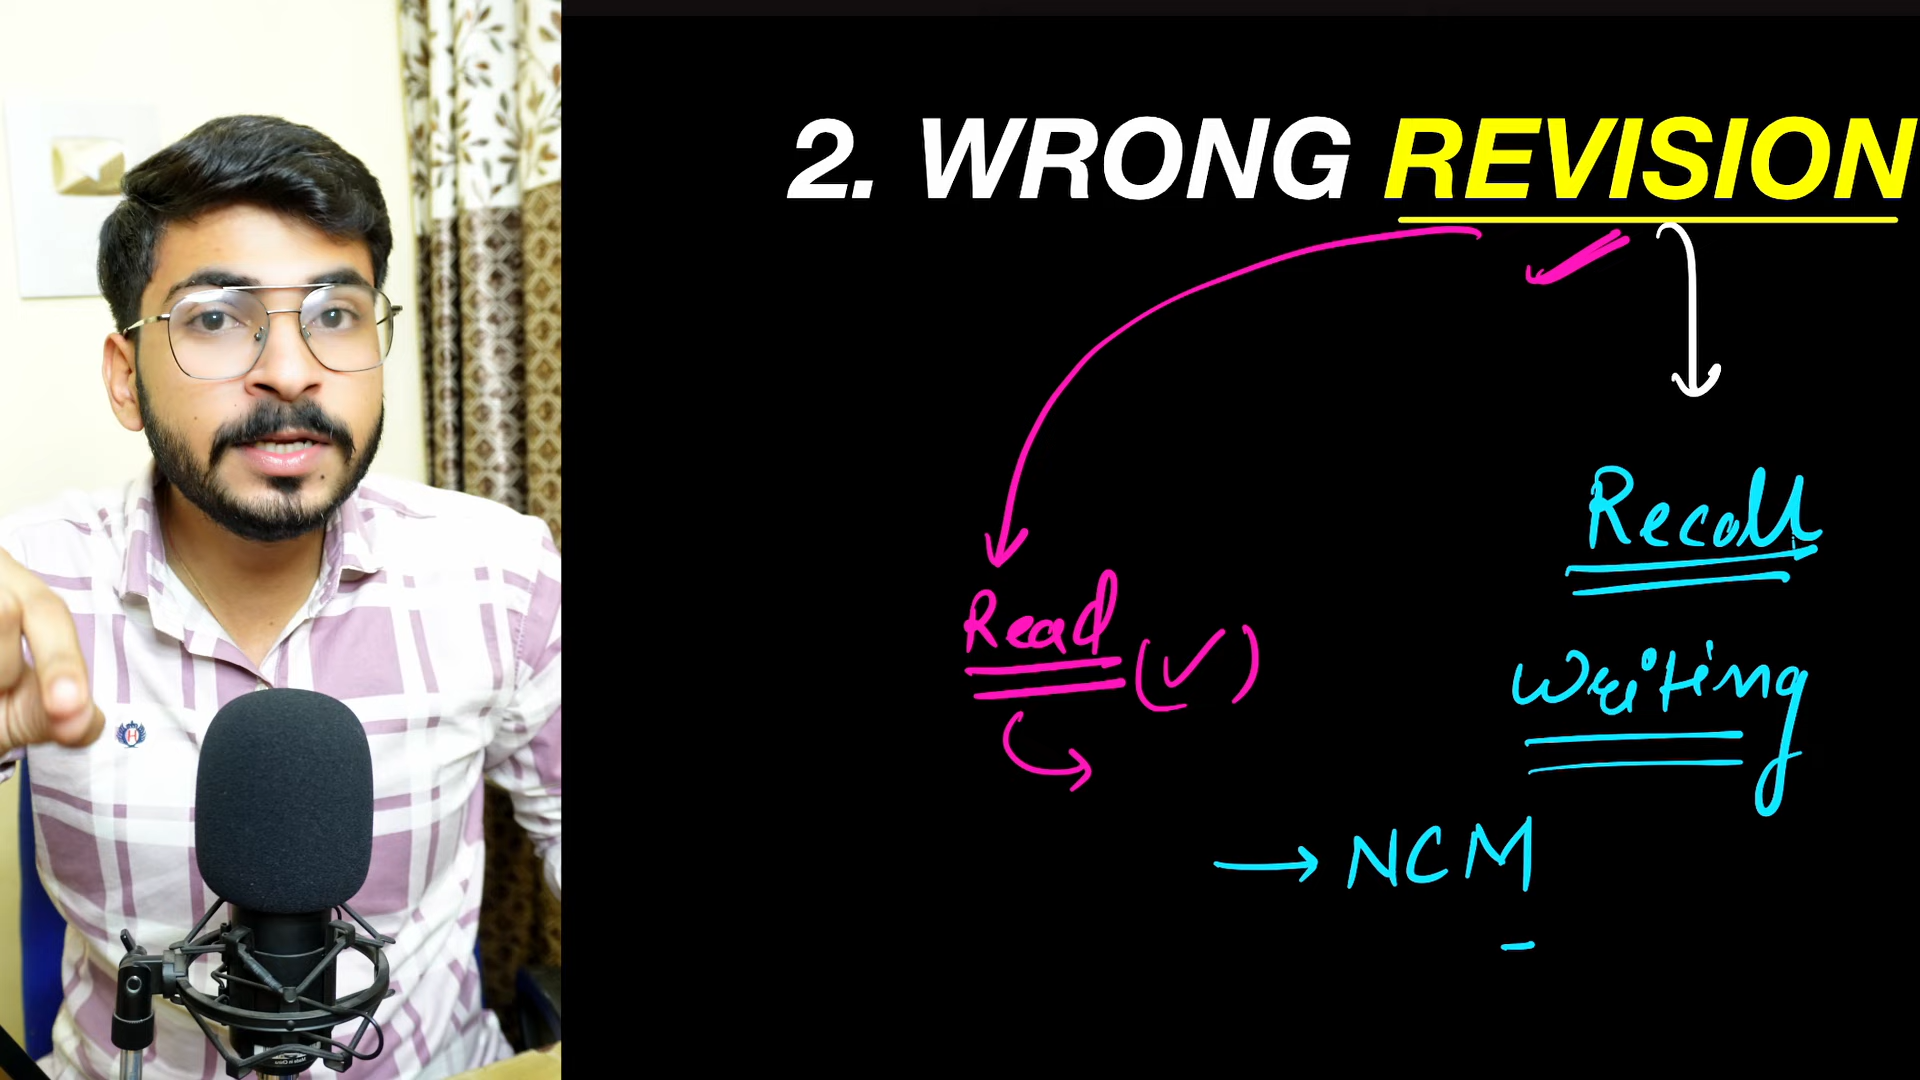 2. WRONG REVISION
Recall
Read (✓)
Writing
→ NCM
H